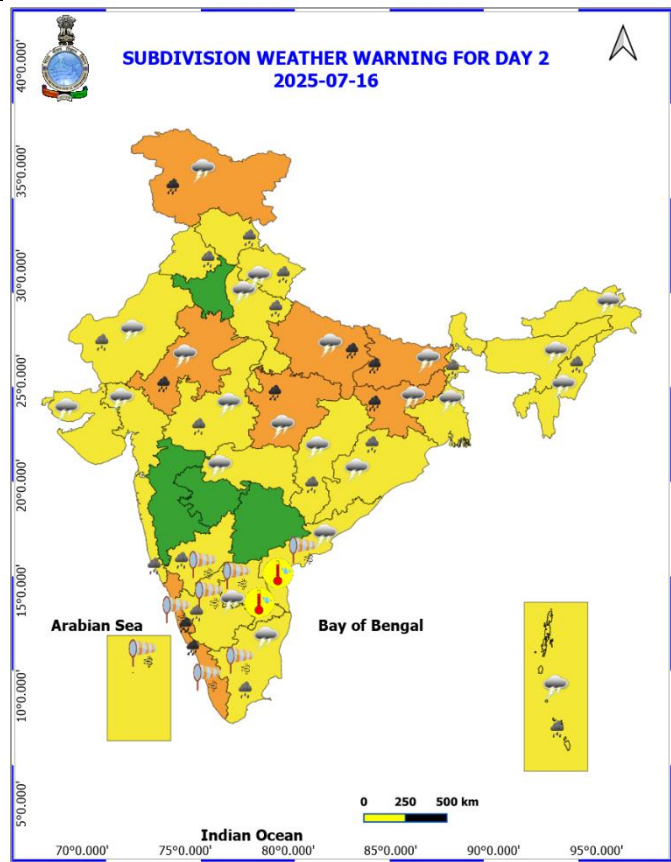 SUBDIVISION WEATHER WARNING FOR DAY 2
2025-07-16
40°0.000'
35°0.000'
30°0.000'
25°0.000'
20°0.000'
15°0.000'
10°0.000'
5°0.000'
Arabian Sea
Bay of Bengal
0 250 500 km
Indian Ocean
70°0.000' 75°0.000' 80°0.000' 85°0.000' 90°0.000' 95°0.000'